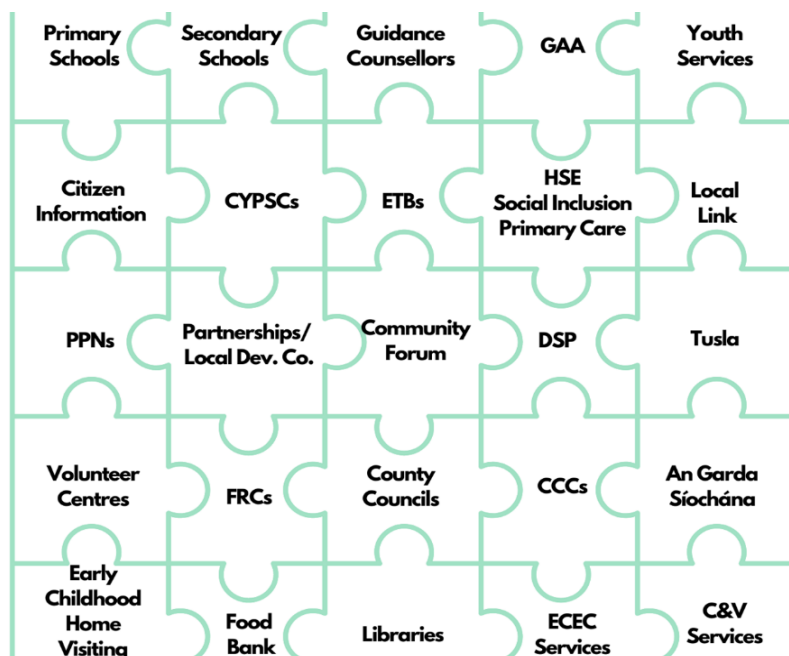 Primary
Schools
Secondary
Schools
Guidance
Counsellors
GAA
Youth
Services
Citizen
Information
CYPSCs
ETBs
HSE
Social Inclusion
Primary Care
Local
Link
PPNs
Partnerships/
Local Dev. Co.
Community
Forum
DSP
Tusla
Volunteer
Centres
FRCs
County
Councils
CCCs
An Garda
Síochána
Early
Childhood
Home
Visiting
Food
Bank
Libraries
ECEC
Services
C&V
Services